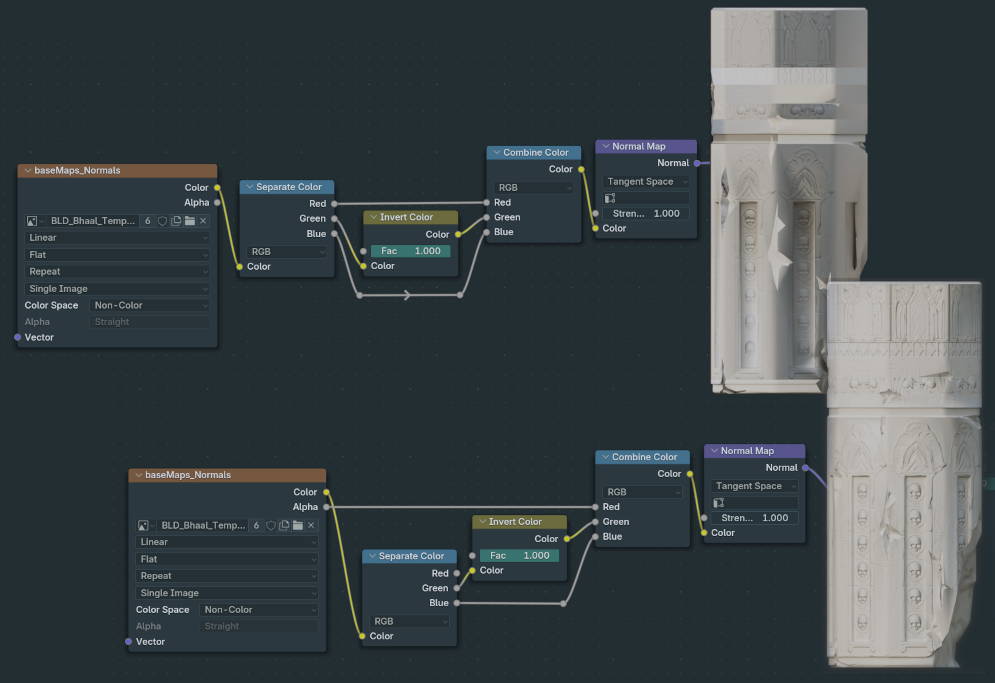 baseMaps_Normals
Color
Alpha
BLD_Bhaal_Temp... 6
Linear
Flat
Repeat
Single Image
Color Space Non-Color
Alpha Straight
Vector
Separate Color
Red
Green
Blue
RGB
Color
Invert Color
Color
Fac 1.000
Color
Combine Color
Color
RGB
Red
Green
Blue
Normal Map
Normal
Tangent Space
Stren... 1.000
Color
baseMaps_Normals
Color
Alpha
BLD_Bhaal_Temp... 6
Linear
Flat
Repeat
Single Image
Color Space Non-Color
Alpha Straight
Vector
Separate Color
Red
Green
Blue
RGB
Color
Invert Color
Color
Fac 1.000
Color
Combine Color
Color
RGB
Red
Green
Blue
Normal Map
Normal
Tangent Space
Stren... 1.000
Color